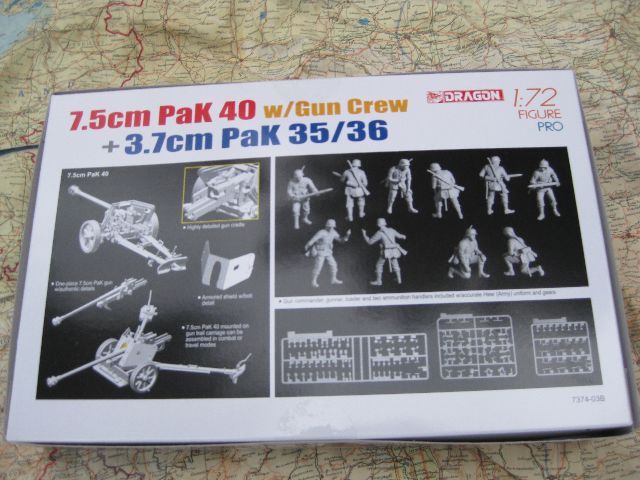 7.5cm PaK 40 w/Gun Crew
+ 3.7cm PaK 35/36
DRAGON
1:72
FIGURE
PRO
7.5cm PaK 40
Highly detailed gun cradle
One-piece 7.5cm PaK gun
w/authentic details
Armoured shield w/bolt
detail
7.5cm PaK 40 mounted on
gun trail carriage can be
assembled in combat or
travel modes
Gun commander, gunner, loader and two ammunition handlers included w/accurate Heer (Army) uniform and gears
7374-03B